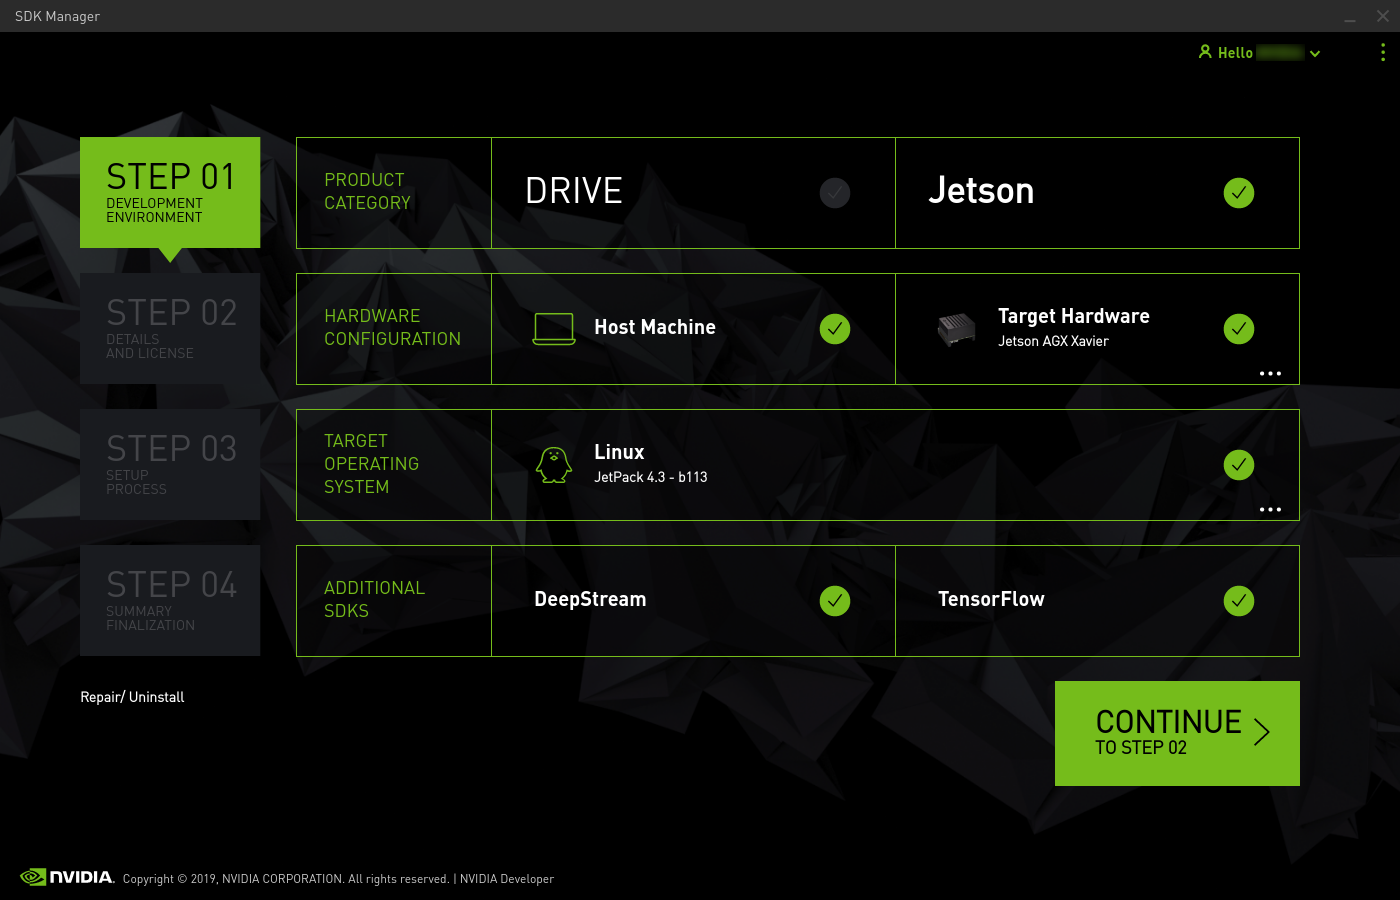 SDK Manager
Hello
STEP 01
DEVELOPMENT
ENVIRONMENT
PRODUCT
CATEGORY
DRIVE
Jetson
STEP 02
DETAILS
AND LICENSE
HARDWARE
CONFIGURATION
Host Machine
Target Hardware
Jetson AGX Xavier
STEP 03
SETUP
PROCESS
TARGET
OPERATING
SYSTEM
Linux
JetPack 4.3 - b113
STEP 04
SUMMARY
FINALIZATION
ADDITIONAL
SDKS
DeepStream
TensorFlow
Repair/ Uninstall
CONTINUE
TO STEP 02
NVIDIA. Copyright © 2019, NVIDIA CORPORATION. All rights reserved. | NVIDIA Developer